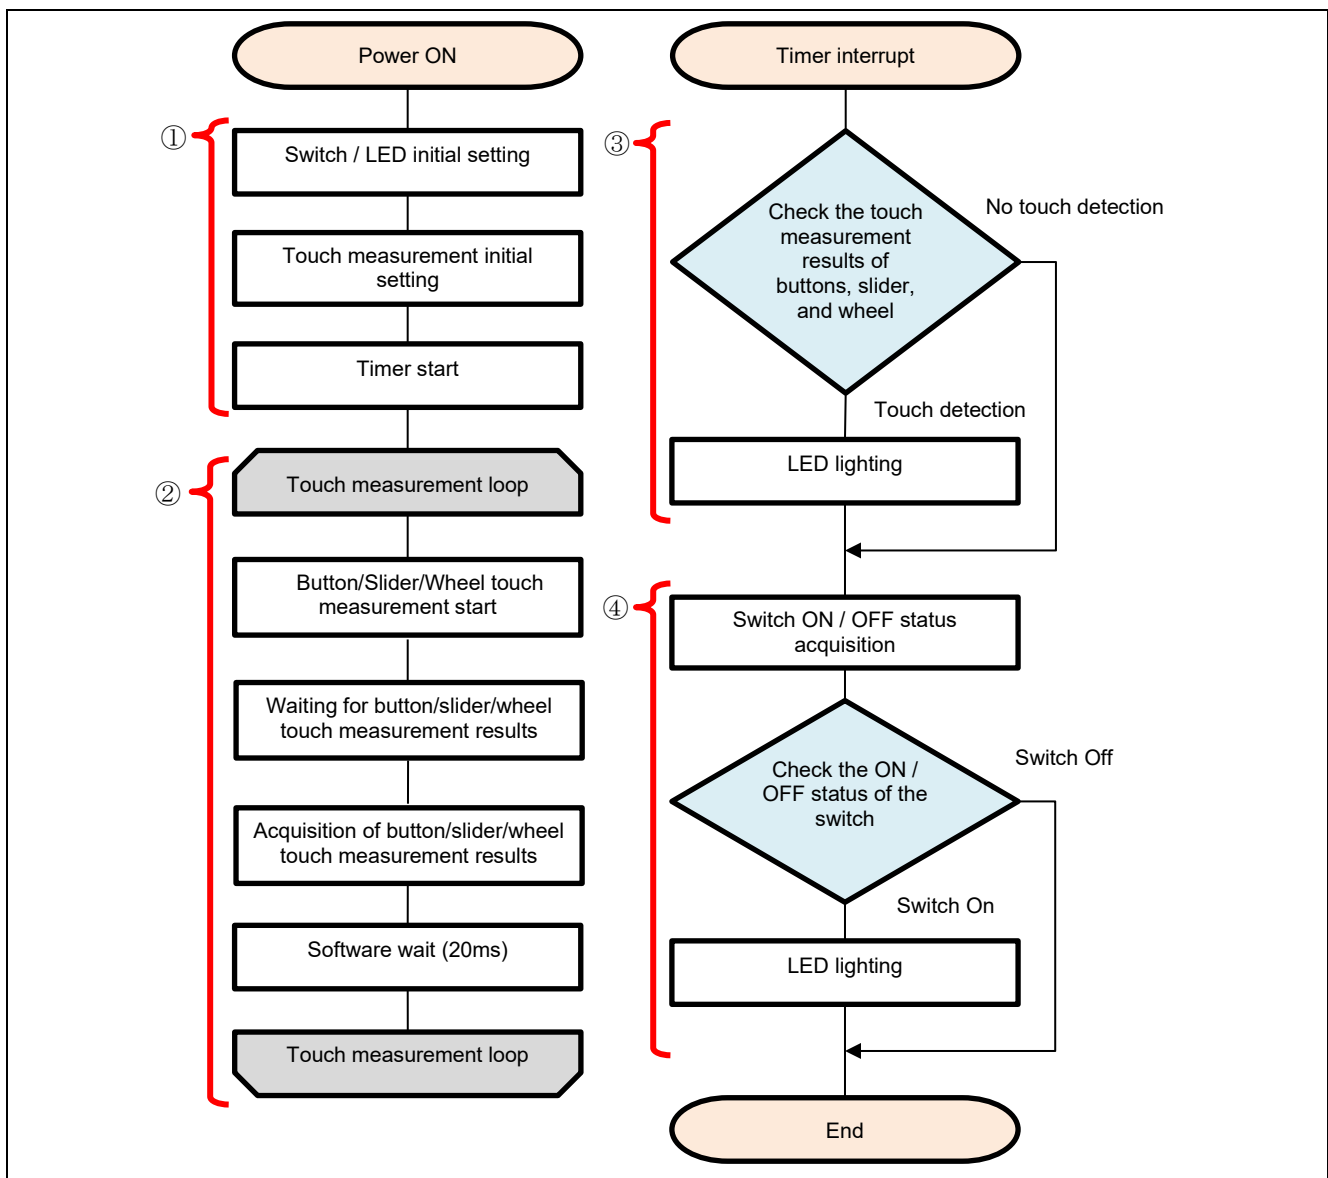 Power ON
①
Switch / LED initial setting
Touch measurement initial
setting
Timer start
②
Touch measurement loop
Button/Slider/Wheel touch
measurement start
Waiting for button/slider/wheel
touch measurement results
Acquisition of button/slider/wheel
touch measurement results
Software wait (20ms)
Touch measurement loop
Timer interrupt
③
Check the touch
measurement
results of
buttons, slider,
and wheel
No touch detection
Touch detection
LED lighting
④
Switch ON / OFF status
acquisition
Check the ON /
OFF status of the
switch
Switch Off
Switch On
LED lighting
End